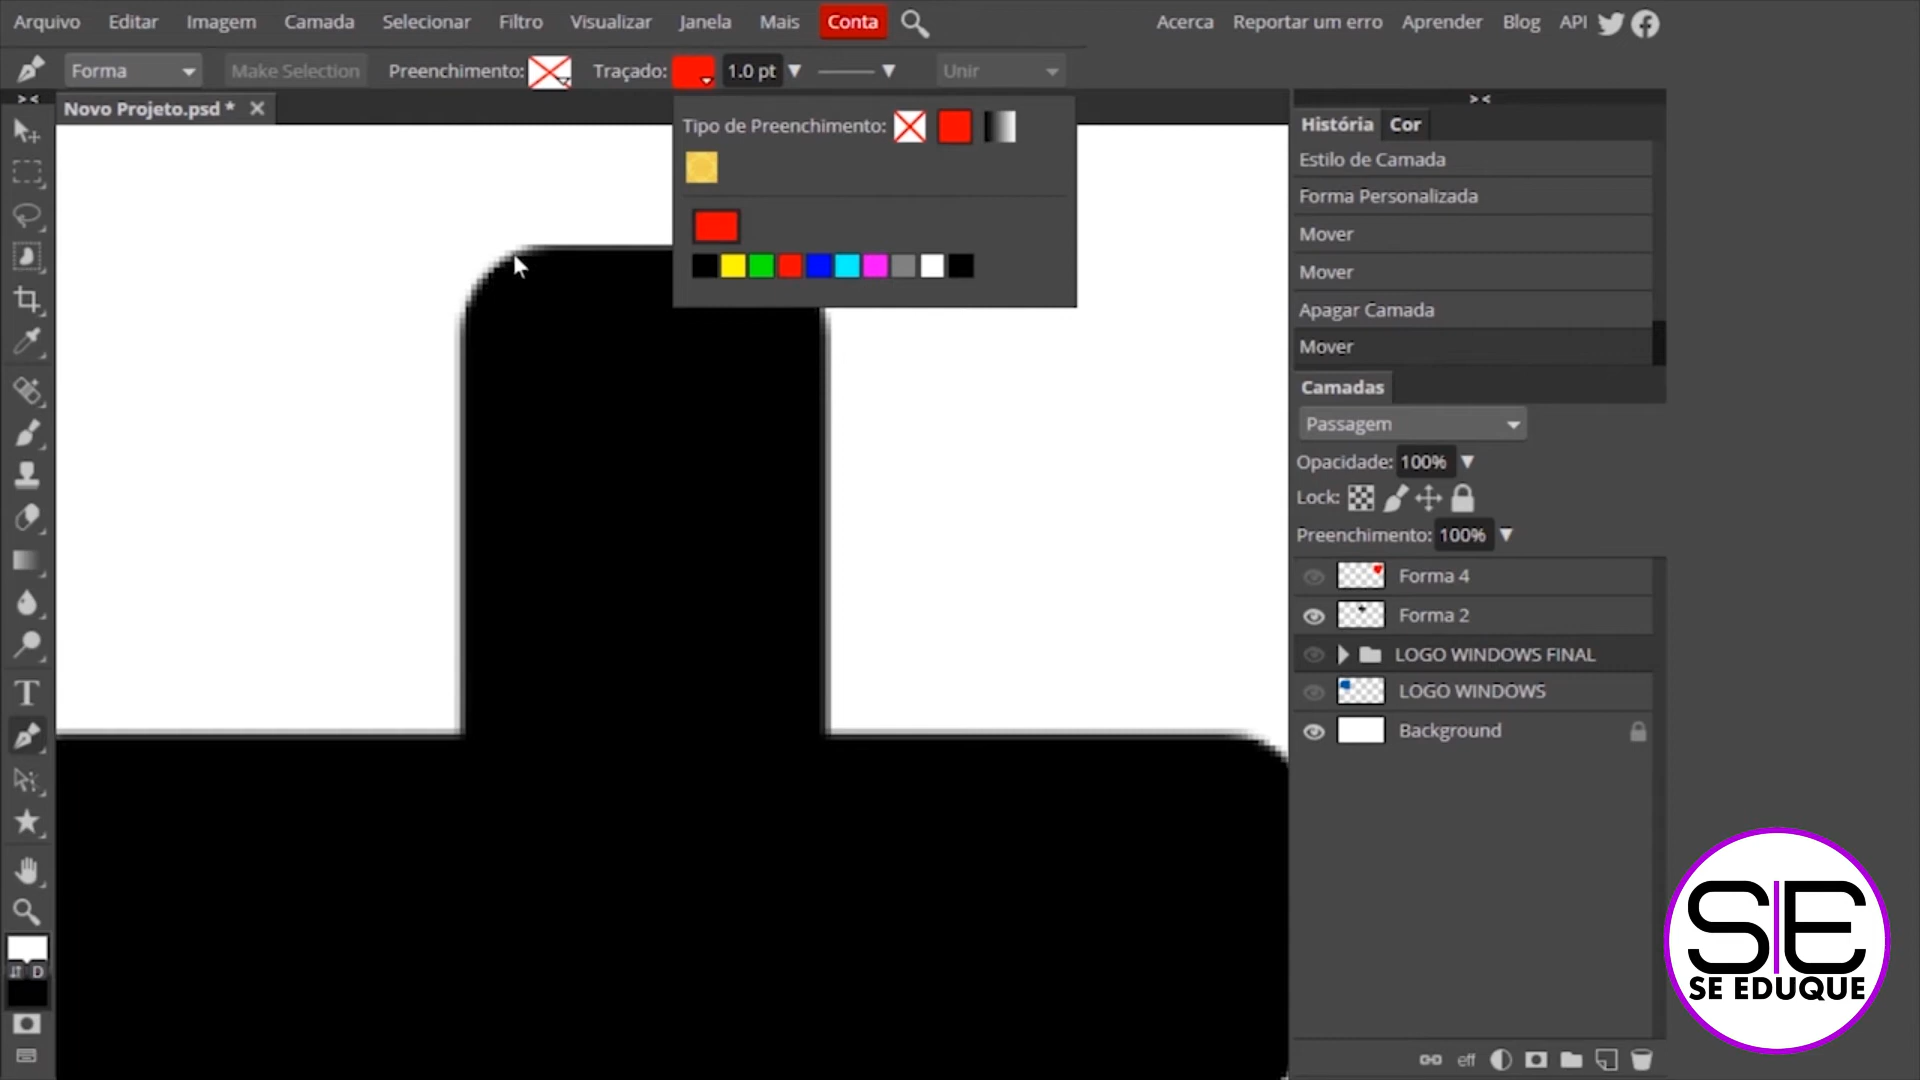 Arquivo Editar Imagem Camada Selecionar Filtro Visualizar Janela Mais Conta Acerca Reportar um erro Aprender Blog API
Forma Make Selection Preenchimento: Traçado: 1.0 pt Unir
Novo Projeto.psd *
Tipo de Preenchimento:
História Cor
Estilo de Camada
Forma Personalizada
Mover
Mover
Apagar Camada
Mover
Camadas
Passagem
Opacidade: 100%
Lock:
Preenchimento: 100%
Forma 4
Forma 2
LOGO WINDOWS FINAL
LOGO WINDOWS
Background
D
eff
SE
SE EDUQUE